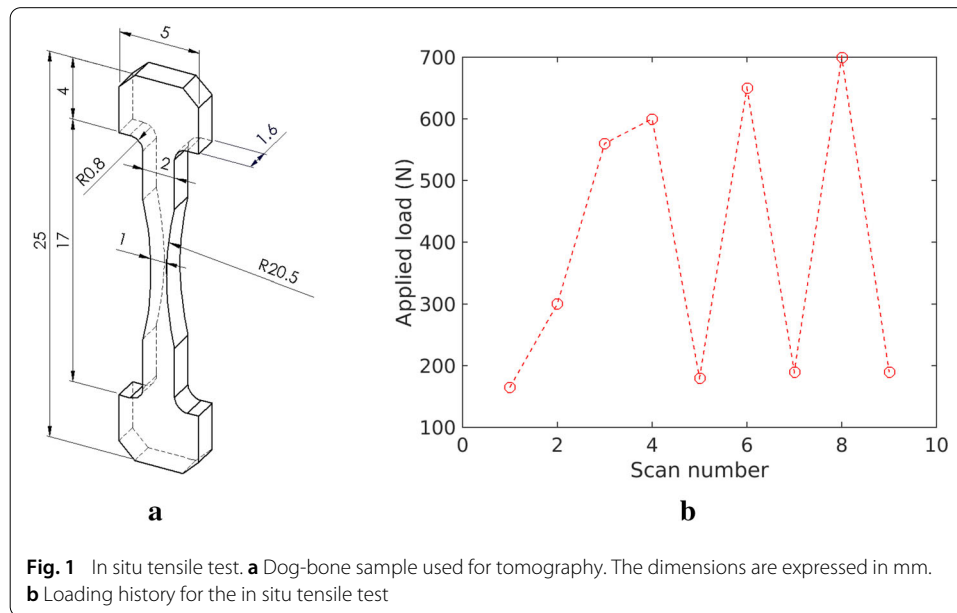 5
4
1.6
R0.8
2
25
17
1
R20.5
a
700
600
500
400
300
200
100
Applied load (N)
0
2
4
6
8
10
Scan number
b
Fig. 1 In situ tensile test. a Dog-bone sample used for tomography. The dimensions are expressed in mm.
b Loading history for the in situ tensile test